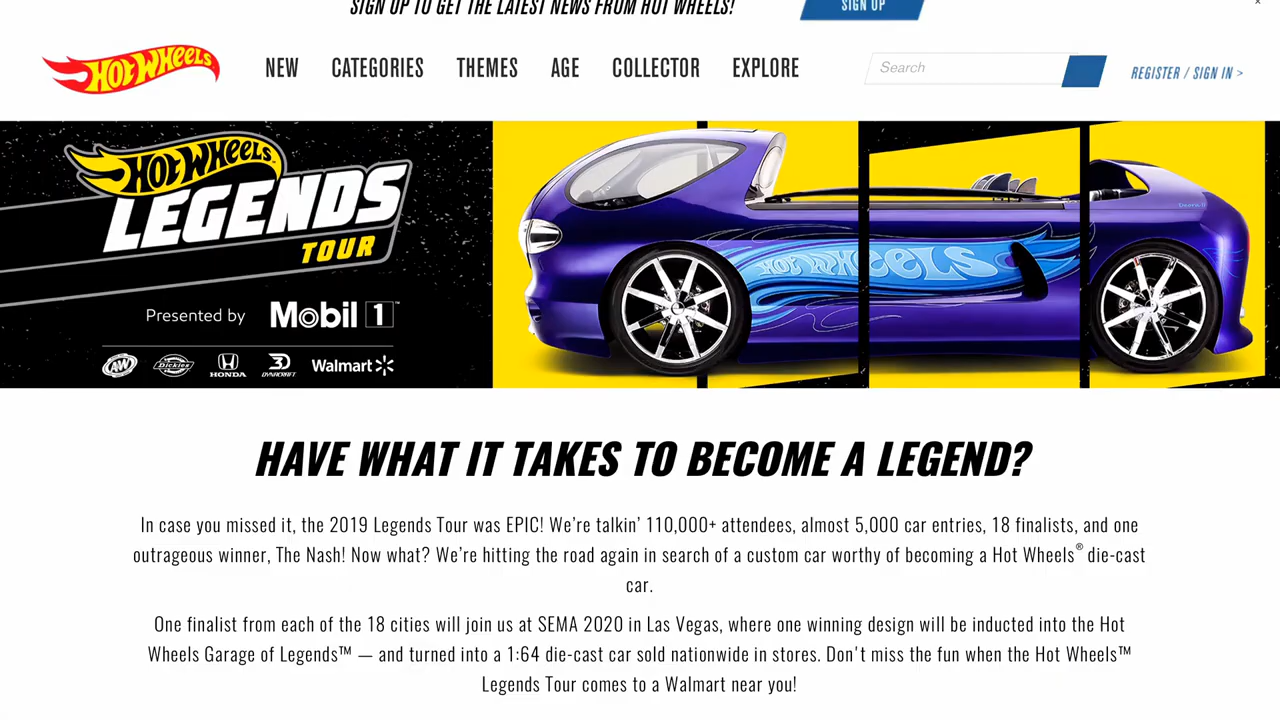 SIGN UP TO GET THE LATEST NEWS FROM HOT WHEELS!
SIGN UP
Hot Wheels
NEW CATEGORIES THEMES AGE COLLECTOR EXPLORE
Search
REGISTER / SIGN IN >
Hot Wheels
LEGENDS
TOUR
Presented by Mobil 1™
A&W Dickies HONDA DYNACRAFT Walmart
HOT WHEELS
Deora II
HAVE WHAT IT TAKES TO BECOME A LEGEND?
In case you missed it, the 2019 Legends Tour was EPIC! We’re talkin’ 110,000+ attendees, almost 5,000 car entries, 18 finalists, and one
outrageous winner, The Nash! Now what? We’re hitting the road again in search of a custom car worthy of becoming a Hot Wheels® die-cast
car.
One finalist from each of the 18 cities will join us at SEMA 2020 in Las Vegas, where one winning design will be inducted into the Hot
Wheels Garage of Legends™ — and turned into a 1:64 die-cast car sold nationwide in stores. Don't miss the fun when the Hot Wheels™
Legends Tour comes to a Walmart near you!